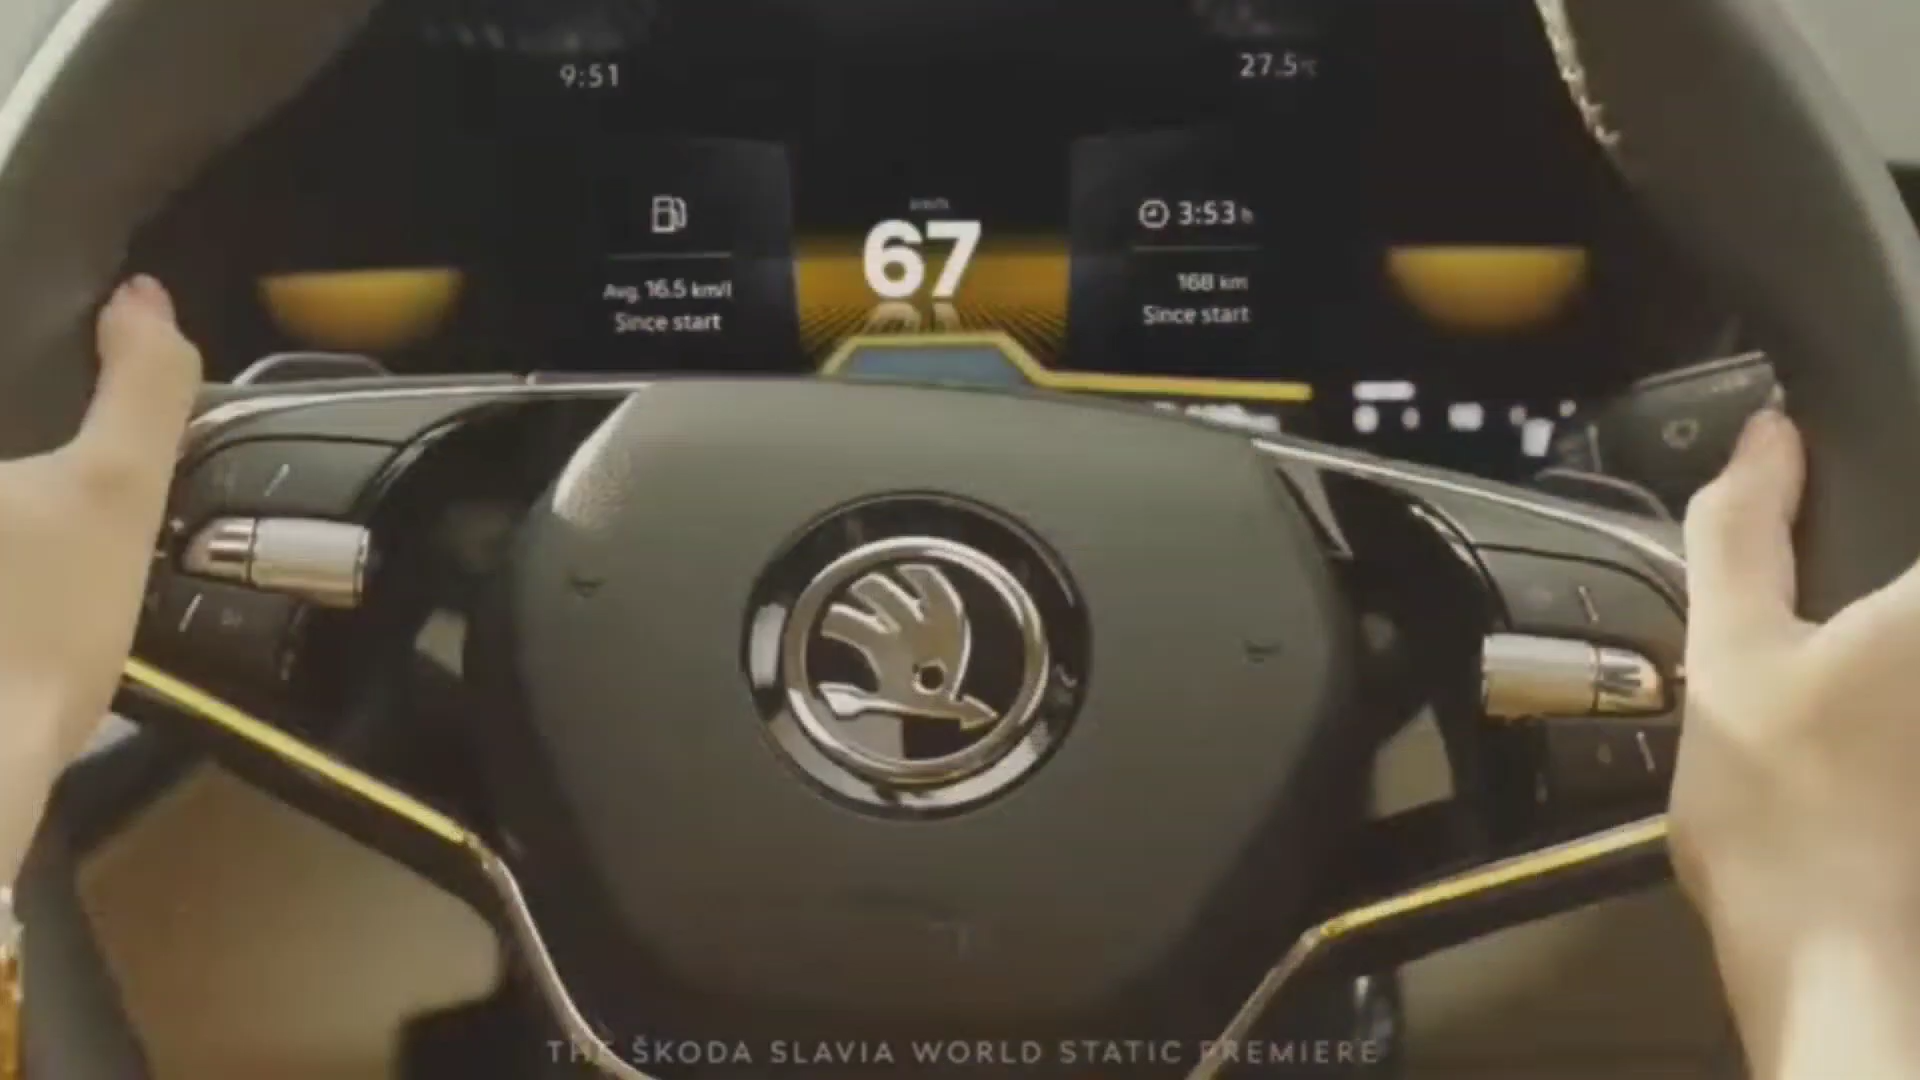 9:51
27.5°C
67
3:53 h
Avg. 16.5 km/l
168 km
Since start
Since start
THE ŠKODA SLAVIA WORLD STATIC PREMIERE